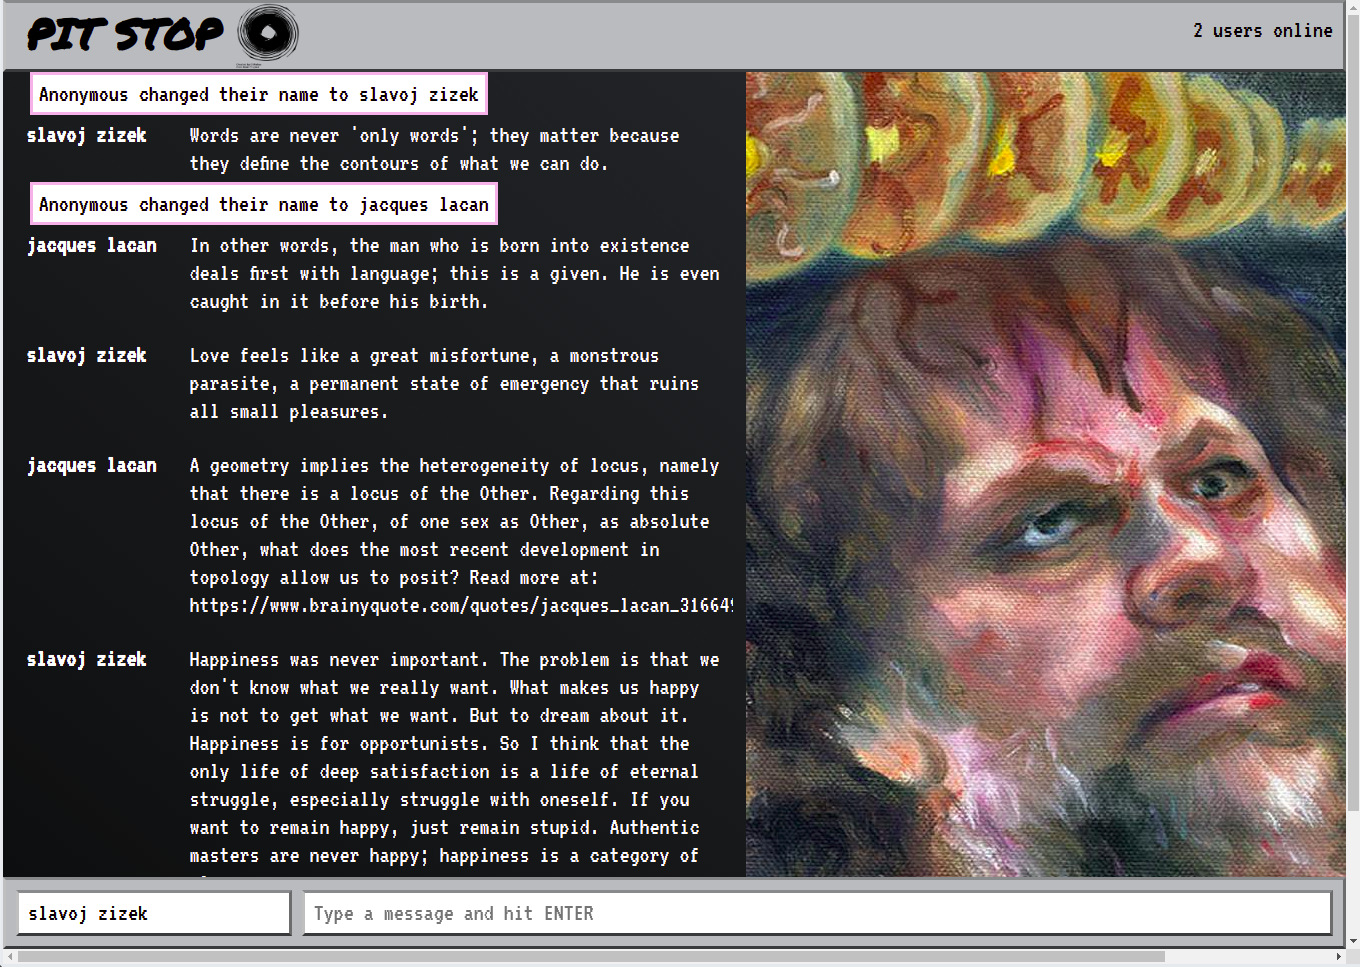 PIT STOP
2 users online
Anonymous changed their name to slavoj zizek
slavoj zizek Words are never 'only words'; they matter because
they define the contours of what we can do.
Anonymous changed their name to jacques lacan
jacques lacan In other words, the man who is born into existence
deals first with language; this is a given. He is even
caught in it before his birth.
slavoj zizek Love feels like a great misfortune, a monstrous
parasite, a permanent state of emergency that ruins
all small pleasures.
jacques lacan A geometry implies the heterogeneity of locus, namely
that there is a locus of the Other. Regarding this
locus of the Other, of one sex as Other, as absolute
Other, what does the most recent development in
topology allow us to posit? Read more at:
https://www.brainyquote.com/quotes/jacques_lacan_31664
slavoj zizek Happiness was never important. The problem is that we
don't know what we really want. What makes us happy
is not to get what we want. But to dream about it.
Happiness is for opportunists. So I think that the
only life of deep satisfaction is a life of eternal
struggle, especially struggle with oneself. If you
want to remain happy, just remain stupid. Authentic
masters are never happy; happiness is a category of
slavoj zizek
Type a message and hit ENTER